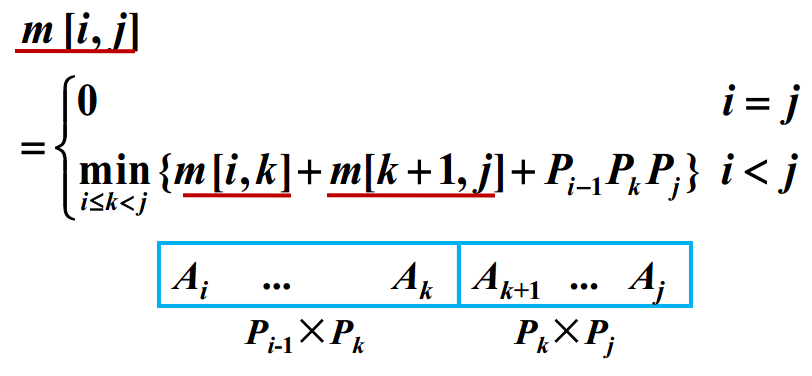 m [i, j]
= { 0 i = j
min {m[i,k]+m[k+1, j]+P_{i-1}P_kP_j} i < j
i≤k<j
A_i ... A_k A_{k+1} ... A_j
P_{i-1}×P_k P_k×P_j